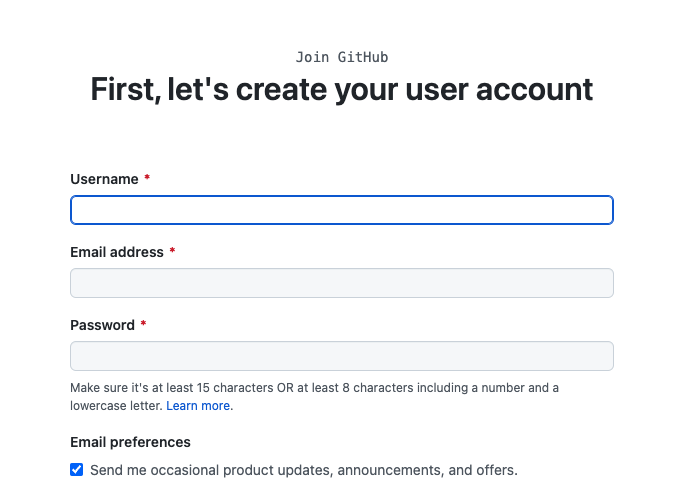 Join GitHub
First, let's create your user account
Username *
Email address *
Password *
Make sure it's at least 15 characters OR at least 8 characters including a number and a
lowercase letter. Learn more.
Email preferences
Send me occasional product updates, announcements, and offers.